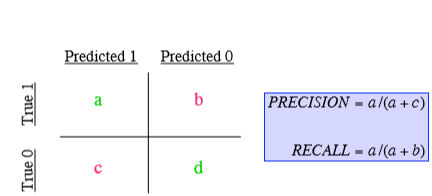 Predicted 1 Predicted 0
True 1 a b
PRECISION = a/(a + c)
RECALL = a/(a + b)
True 0 c d